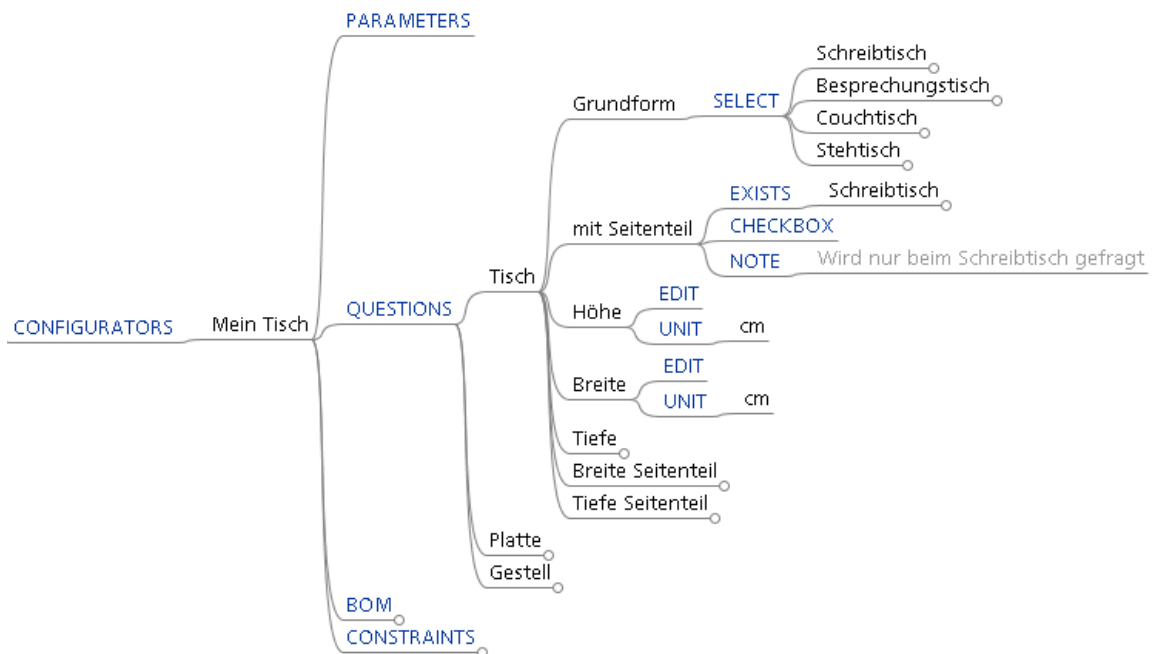 PARAMETERS
Schreibtisch
Besprechungstisch
Grundform
SELECT
Couchtisch
Stehtisch
EXISTS
Schreibtisch
mit Seitenteil
CHECKBOX
NOTE
Wird nur beim Schreibtisch gefragt
Tisch
Höhe
EDIT
UNIT
cm
CONFIGURATORS
Mein Tisch
QUESTIONS
Breite
EDIT
UNIT
cm
Tiefe
Breite Seitenteil
Tiefe Seitenteil
Platte
Gestell
BOM
CONSTRAINTS